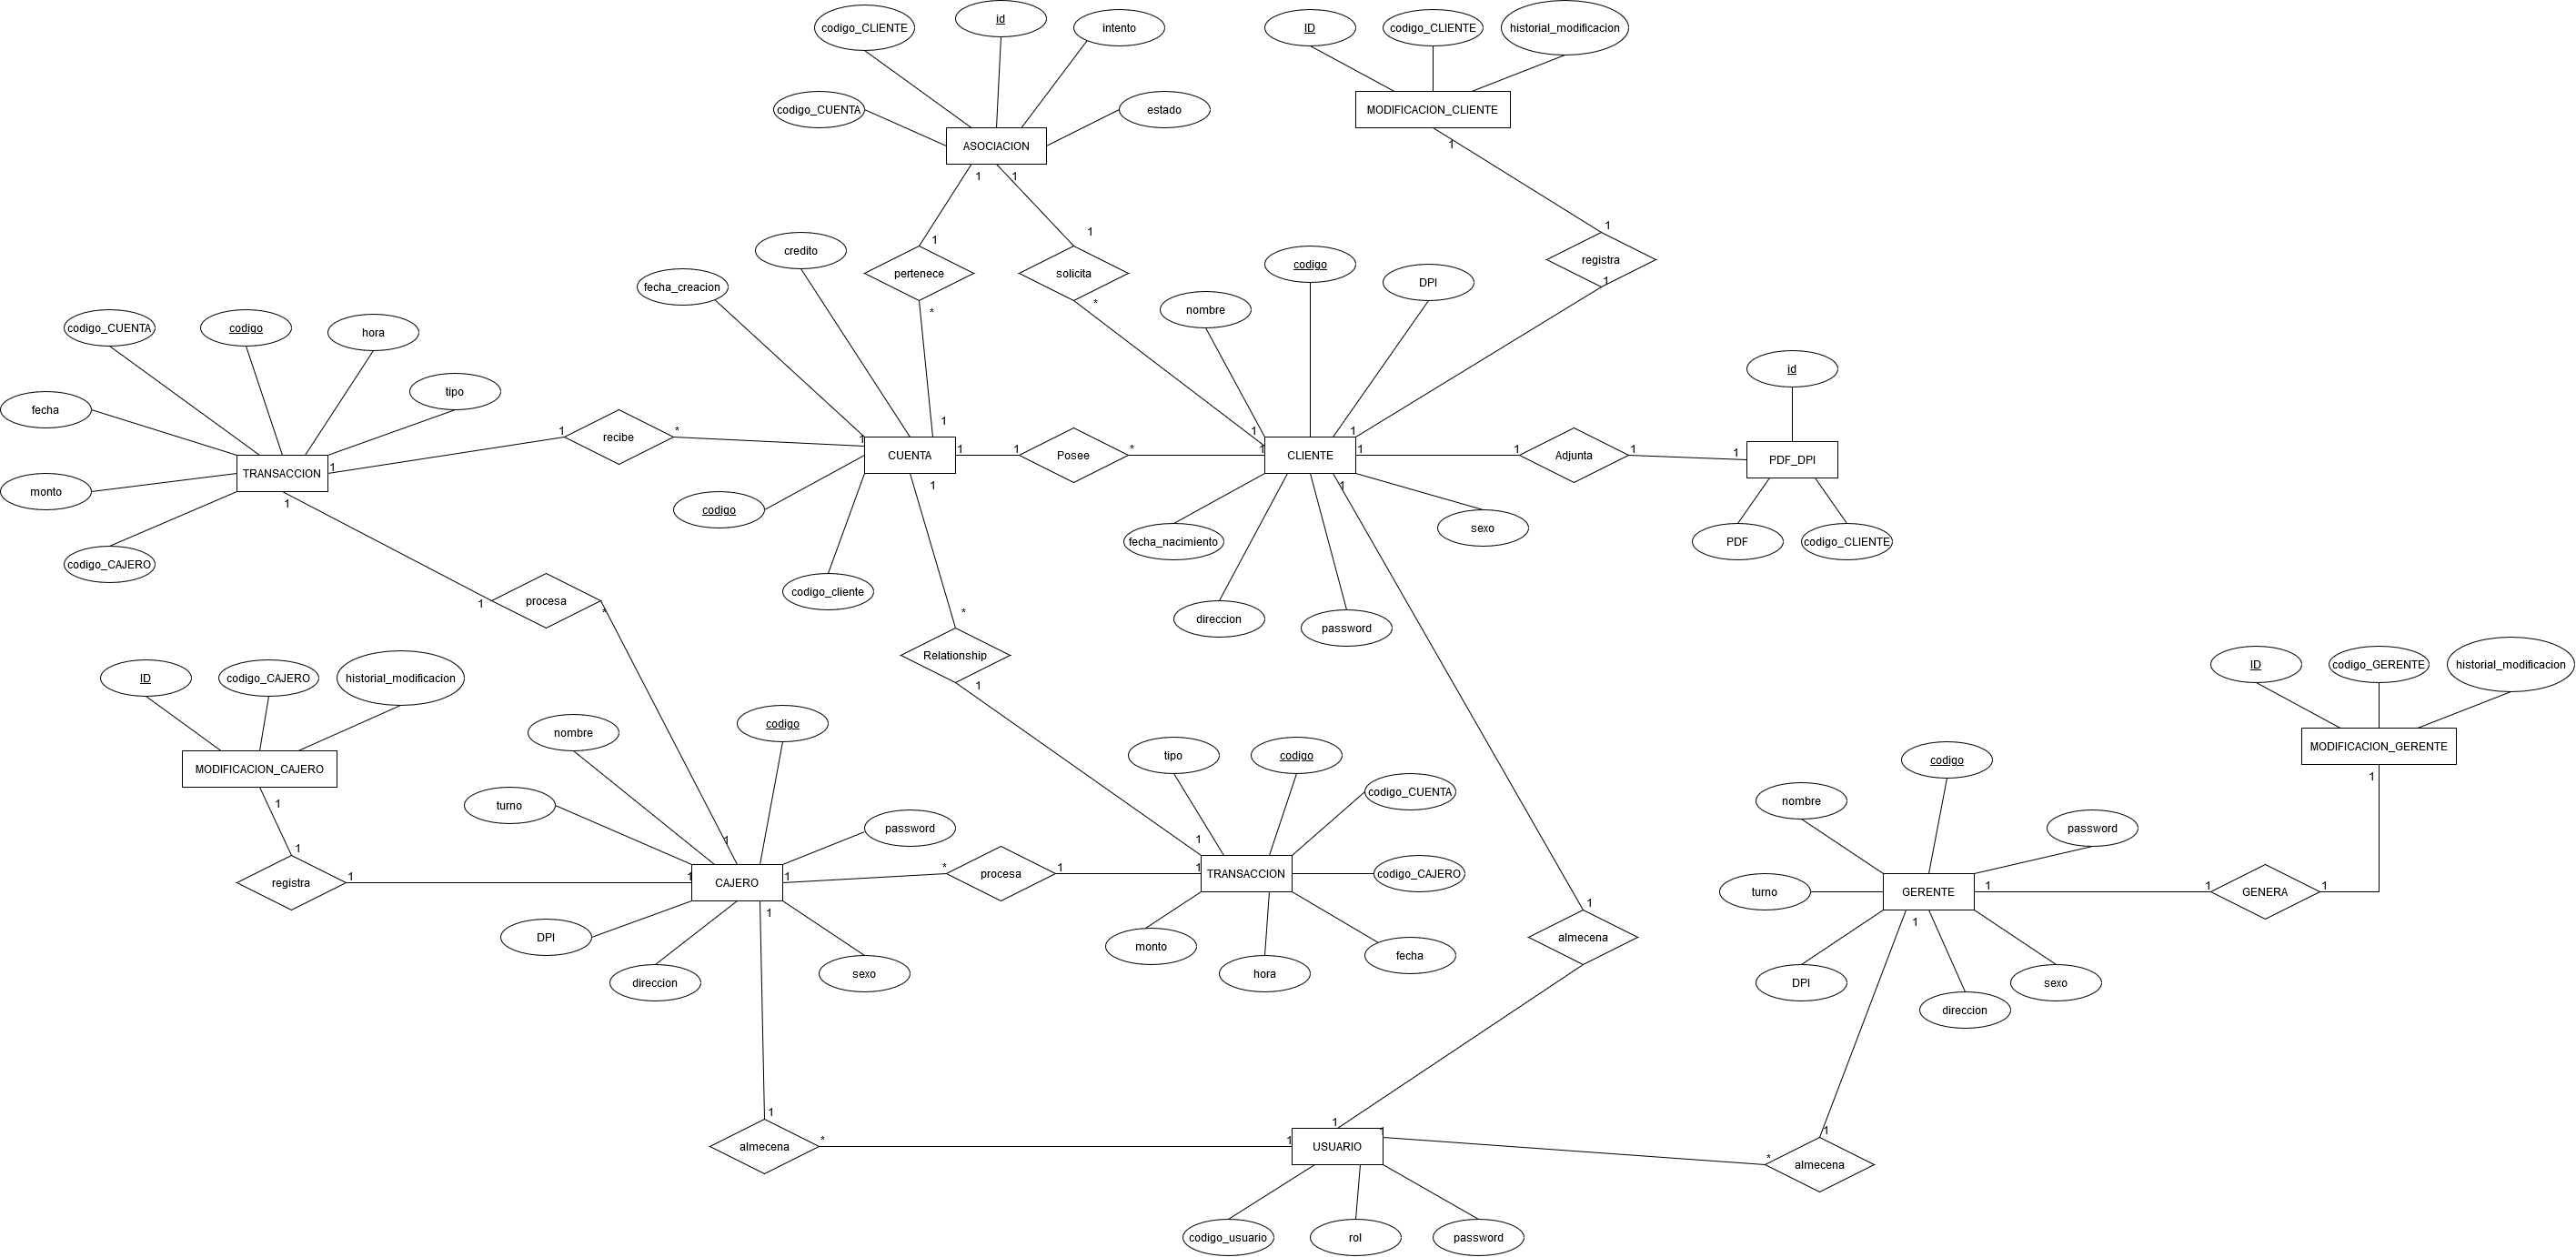 codigo_CLIENTE
id
intento
ID
codigo_CLIENTE
historial_modificacion
codigo_CUENTA
estado
MODIFICACION_CLIENTE
ASOCIACION
1
1
1
1
1
1
credito
codigo
pertenece
solicita
registra
1
fecha_creacion
DPI
*
*
nombre
codigo_CUENTA
codigo
hora
id
tipo
fecha
1
1
1
1
*
recibe
1
CUENTA
1
1
Posee
*
1
CLIENTE
1
1
Adjunta
1
1
PDF_DPI
TRANSACCION
1
1
1
1
monto
codigo
sexo
fecha_nacimiento
PDF
codigo_CLIENTE
codigo_CAJERO
codigo_cliente
1
procesa
*
*
direccion
password
Relationship
1
ID
codigo_CAJERO
historial_modificacion
ID
codigo_GERENTE
historial_modificacion
nombre
codigo
MODIFICACION_GERENTE
tipo
codigo
codigo
MODIFICACION_CAJERO
1
codigo_CUENTA
nombre
turno
1
password
password
1
1
1
registra
1
1
CAJERO
1
*
procesa
1
1
TRANSACCION
codigo_CAJERO
turno
GERENTE
1
1
GENERA
1
1
1
1
DPI
almecena
monto
fecha
direccion
sexo
hora
DPI
sexo
direccion
1
1
1
1
almecena
*
1
USUARIO
*
almecena
codigo_usuario
rol
password